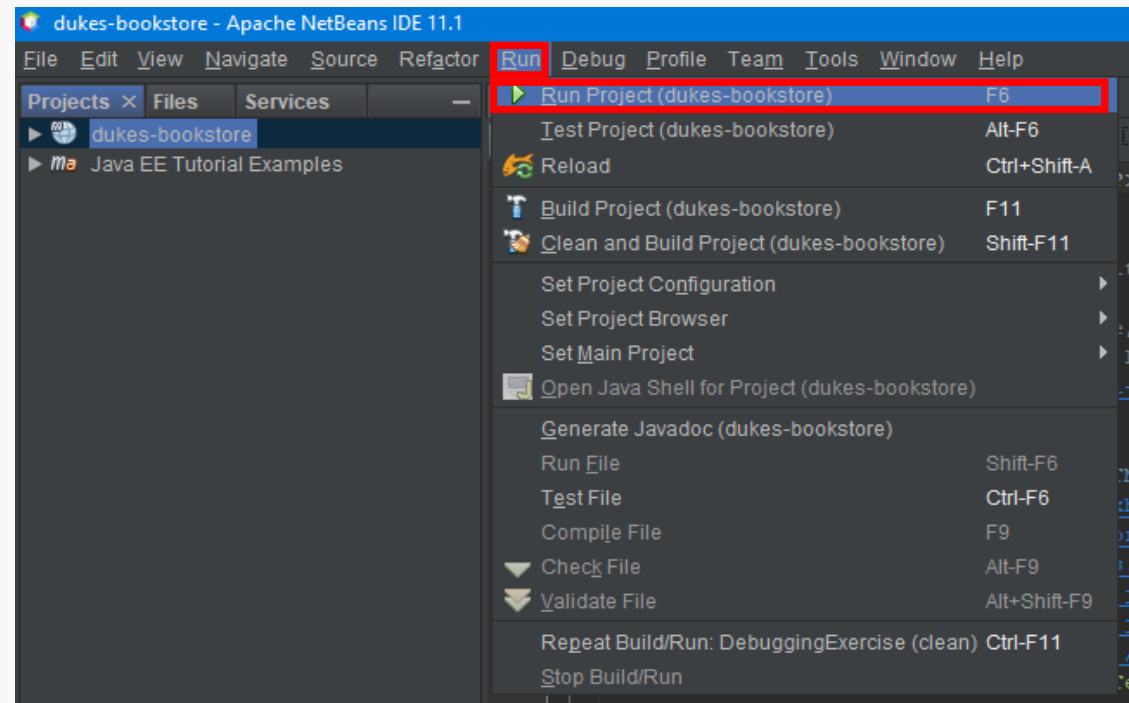 dukes-bookstore - Apache NetBeans IDE 11.1
File Edit View Navigate Source Refactor Run Debug Profile Team Tools Window Help
Projects × Files Services
dukes-bookstore
Java EE Tutorial Examples
Run Project (dukes-bookstore) F6
Test Project (dukes-bookstore) Alt-F6
Reload Ctrl+Shift-A
Build Project (dukes-bookstore) F11
Clean and Build Project (dukes-bookstore) Shift-F11
Set Project Configuration
Set Project Browser
Set Main Project
Open Java Shell for Project (dukes-bookstore)
Generate Javadoc (dukes-bookstore)
Run File Shift-F6
Test File Ctrl-F6
Compile File F9
Check File Alt-F9
Validate File Alt+Shift-F9
Repeat Build/Run: DebuggingExercise (clean) Ctrl-F11
Stop Build/Run